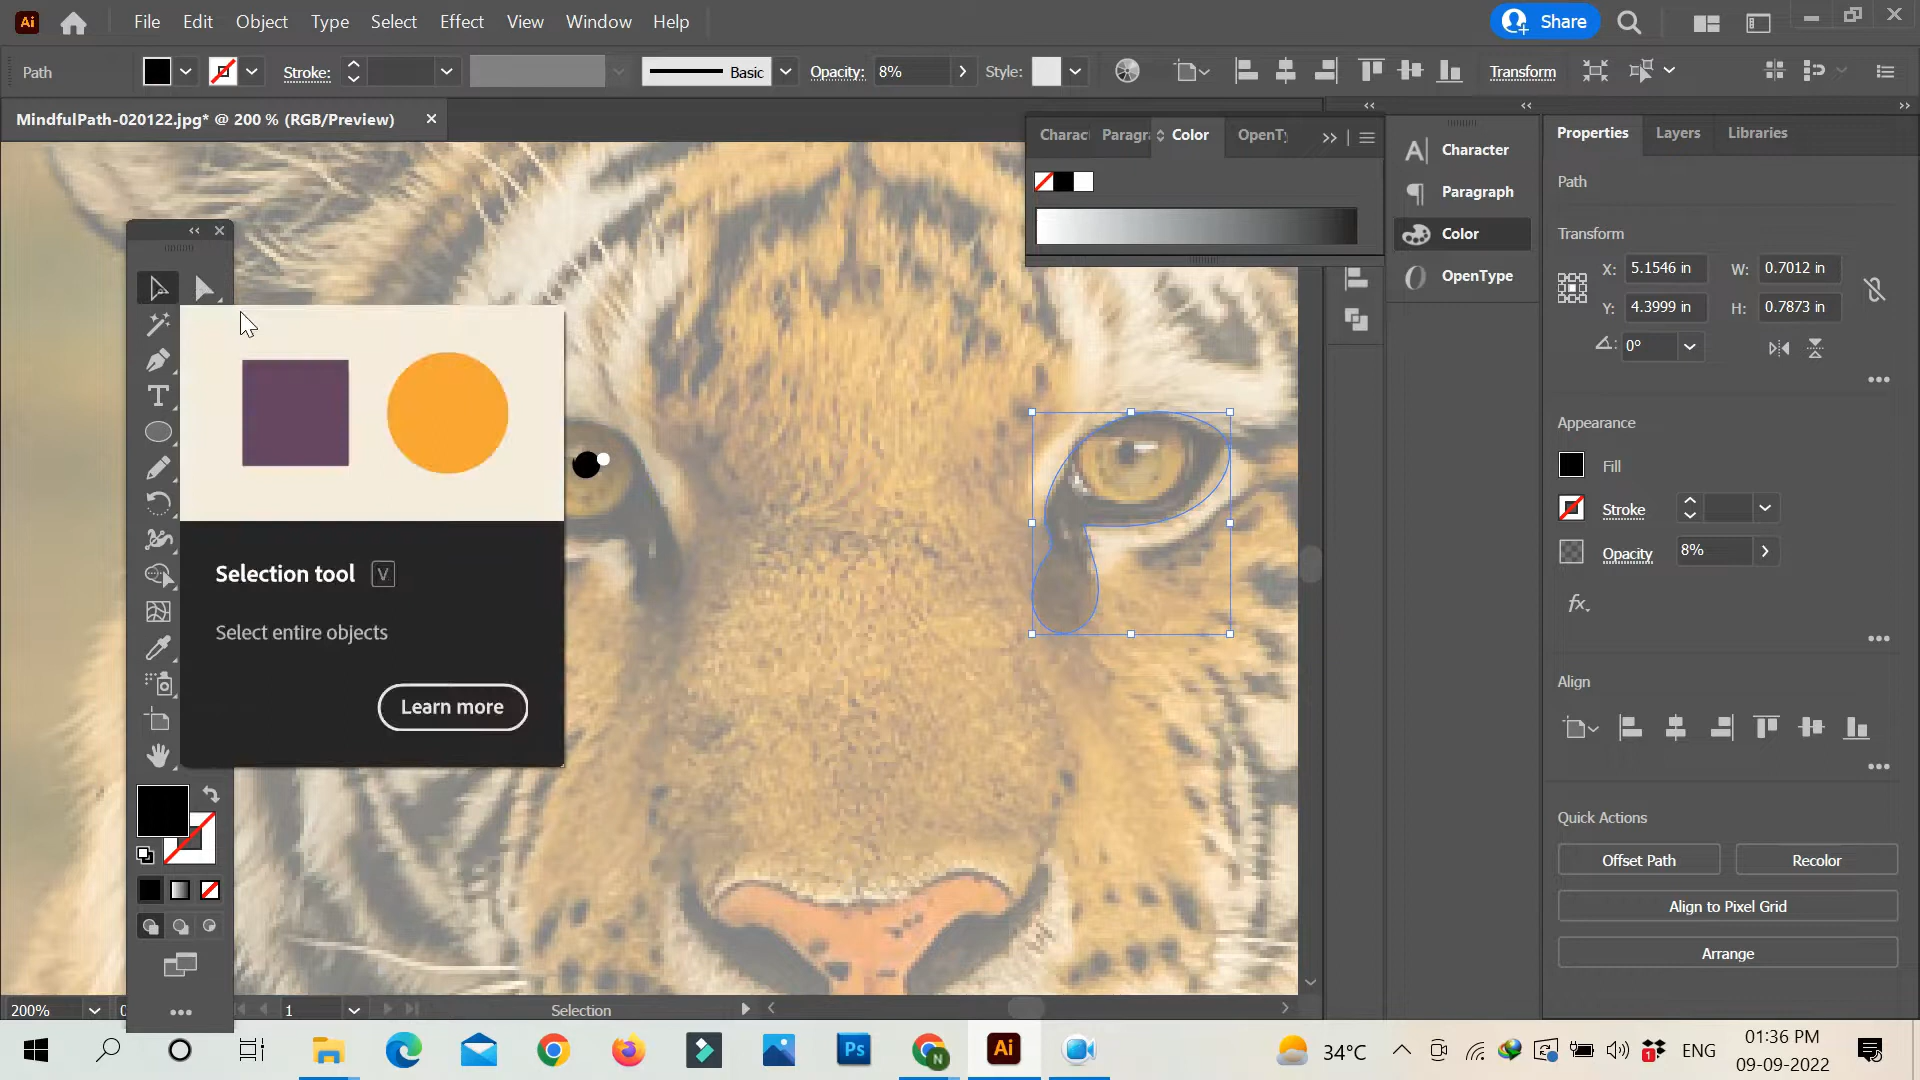 Ai File Edit Object Type Select Effect View Window Help Share
Path Stroke: Basic Opacity: 8% Style: Transform
MindfulPath-020122.jpg* @ 200 % (RGB/Preview)
Charac Paragr Color OpenTy
Character
Paragraph
Color
OpenType
Properties Layers Libraries
Path
Transform
X: 5.1546 in W: 0.7012 in
Y: 4.3999 in H: 0.7873 in
0°
Appearance
Fill
Stroke
Opacity 8%
fx.
Align
Quick Actions
Offset Path Recolor
Align to Pixel Grid
Arrange
T
Selection tool V
Select entire objects
Learn more
200% 1 Selection
Ps N Ai 34°C 1 ENG
01:36 PM
09-09-2022